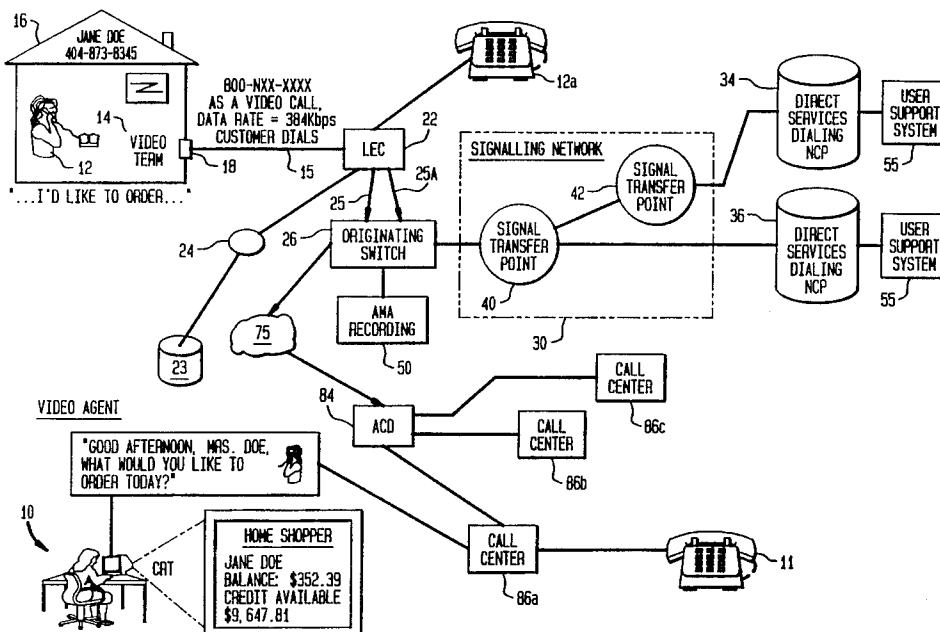 16
JANE DOE
404-873-8345
14
VIDEO
TERM
12
18
"...I'D LIKE TO ORDER..."
800-NXX-XXXX
AS A VIDEO CALL,
DATA RATE = 384Kbps
CUSTOMER DIALS
15
22
LEC
12a
25
25A
24
23
26
ORIGINATING
SWITCH
AMA
RECORDING
50
75
SIGNALLING NETWORK
42
SIGNAL
TRANSFER
POINT
SIGNAL
TRANSFER
POINT
40
30
34
DIRECT
SERVICES
DIALING
NCP
USER
SUPPORT
SYSTEM
55
36
DIRECT
SERVICES
DIALING
NCP
USER
SUPPORT
SYSTEM
55
84
ACD
CALL
CENTER
86c
CALL
CENTER
86b
VIDEO AGENT
"GOOD AFTERNOON, MRS. DOE,
WHAT WOULD YOU LIKE TO
ORDER TODAY?"
10
CRT
HOME SHOPPER
JANE DOE
BALANCE: $352.39
CREDIT AVAILABLE
$9,647.81
CALL
CENTER
86a
11